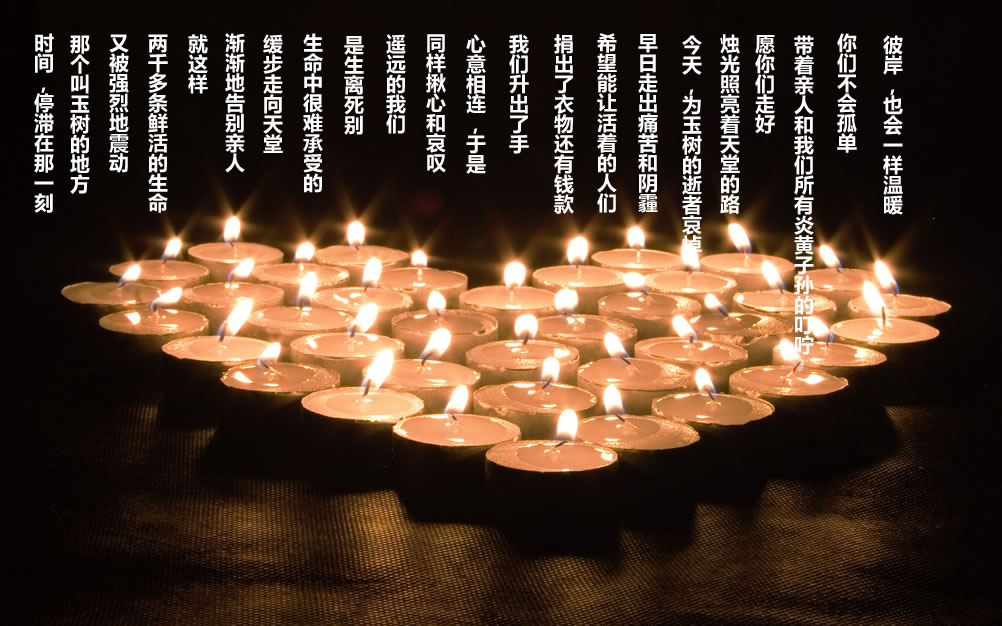 时间，停滞在那一刻
那个叫玉树的地方
又被强烈地震动
两千多条鲜活的生命
就这样
渐渐地告别亲人
缓步走向天堂
生命中很难承受的
是生离死别
遥远的我们
同样揪心和哀叹
心意相连，于是
我们升出了手
捐出了衣物还有钱款
希望能让活着的人们
早日走出痛苦和阴霾
今天，为玉树的逝者哀悼
烛光照亮着天堂的路
愿你们走好
带着亲人和我们所有炎黄子孙的叮咛
你们不会孤单
彼岸，也会一样温暖